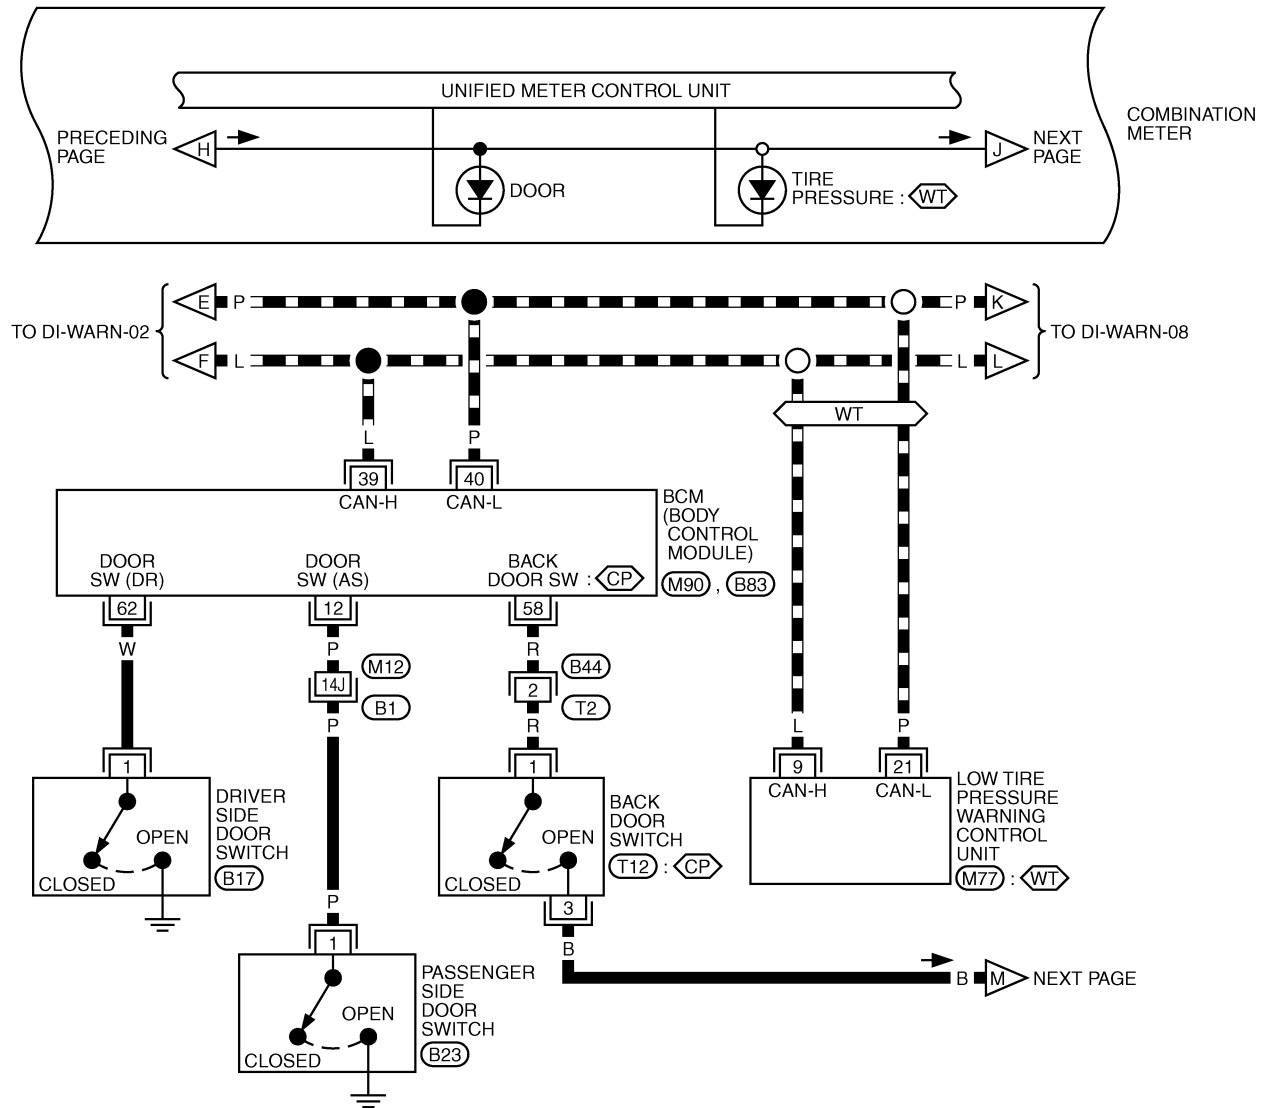 UNIFIED METER CONTROL UNIT
COMBINATION
METER
PRECEDING
PAGE
H
J
NEXT
PAGE
DOOR
TIRE
PRESSURE : WT
TO DI-WARN-02
E P
P K
F L
L L
TO DI-WARN-08
WT
L
P
39
40
CAN-H
CAN-L
BCM
(BODY
CONTROL
MODULE)
M90 , B83
DOOR
SW (DR)
DOOR
SW (AS)
BACK
DOOR SW : CP
62
12
58
W
P
R
M12
14J
B1
B44
2
T2
P
R
L
P
1
1
9
21
CAN-H
CAN-L
DRIVER
SIDE
DOOR
SWITCH
B17
OPEN
CLOSED
BACK
DOOR
SWITCH
T12 : CP
OPEN
CLOSED
LOW TIRE
PRESSURE
WARNING
CONTROL
UNIT
M77 : WT
P
3
B
1
PASSENGER
SIDE
DOOR
SWITCH
B23
OPEN
CLOSED
B M NEXT PAGE